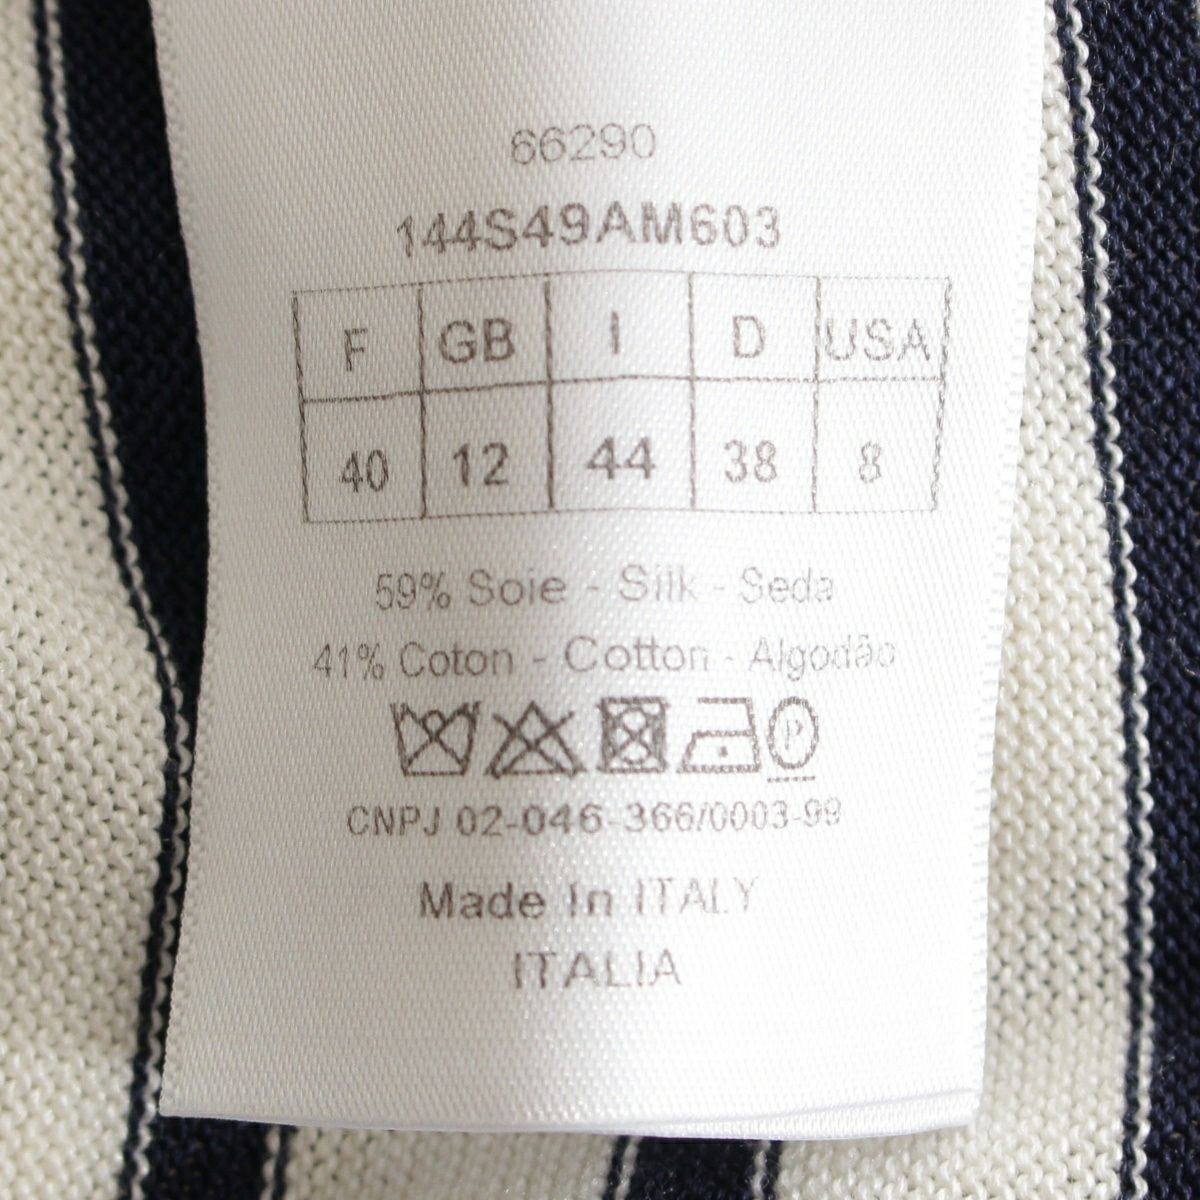 66290
144S49AM603
F GB I D USA
40 12 44 38 8
59% Soie - Silk - Seda
41% Coton - Cotton - Algodão
P
CNPJ 02-046-366/0003-99
Made In ITALY
ITALIA